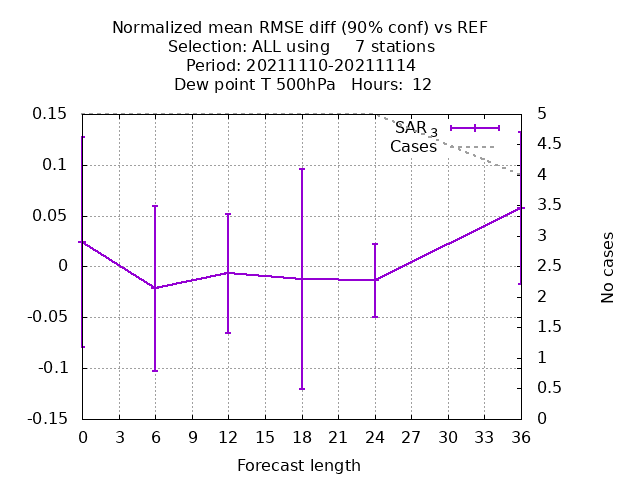 Normalized mean RMSE diff (90% conf) vs REF
Selection: ALL using     7 stations
Period: 20211110-20211114
Dew point T 500hPa   Hours:  12
0.15
0.1
0.05
0
-0.05
-0.1
-0.15
SAR3
Cases
5
4.5
4
3.5
3
2.5
2
1.5
1
0.5
0
No cases
0 3 6 9 12 15 18 21 24 27 30 33 36
Forecast length